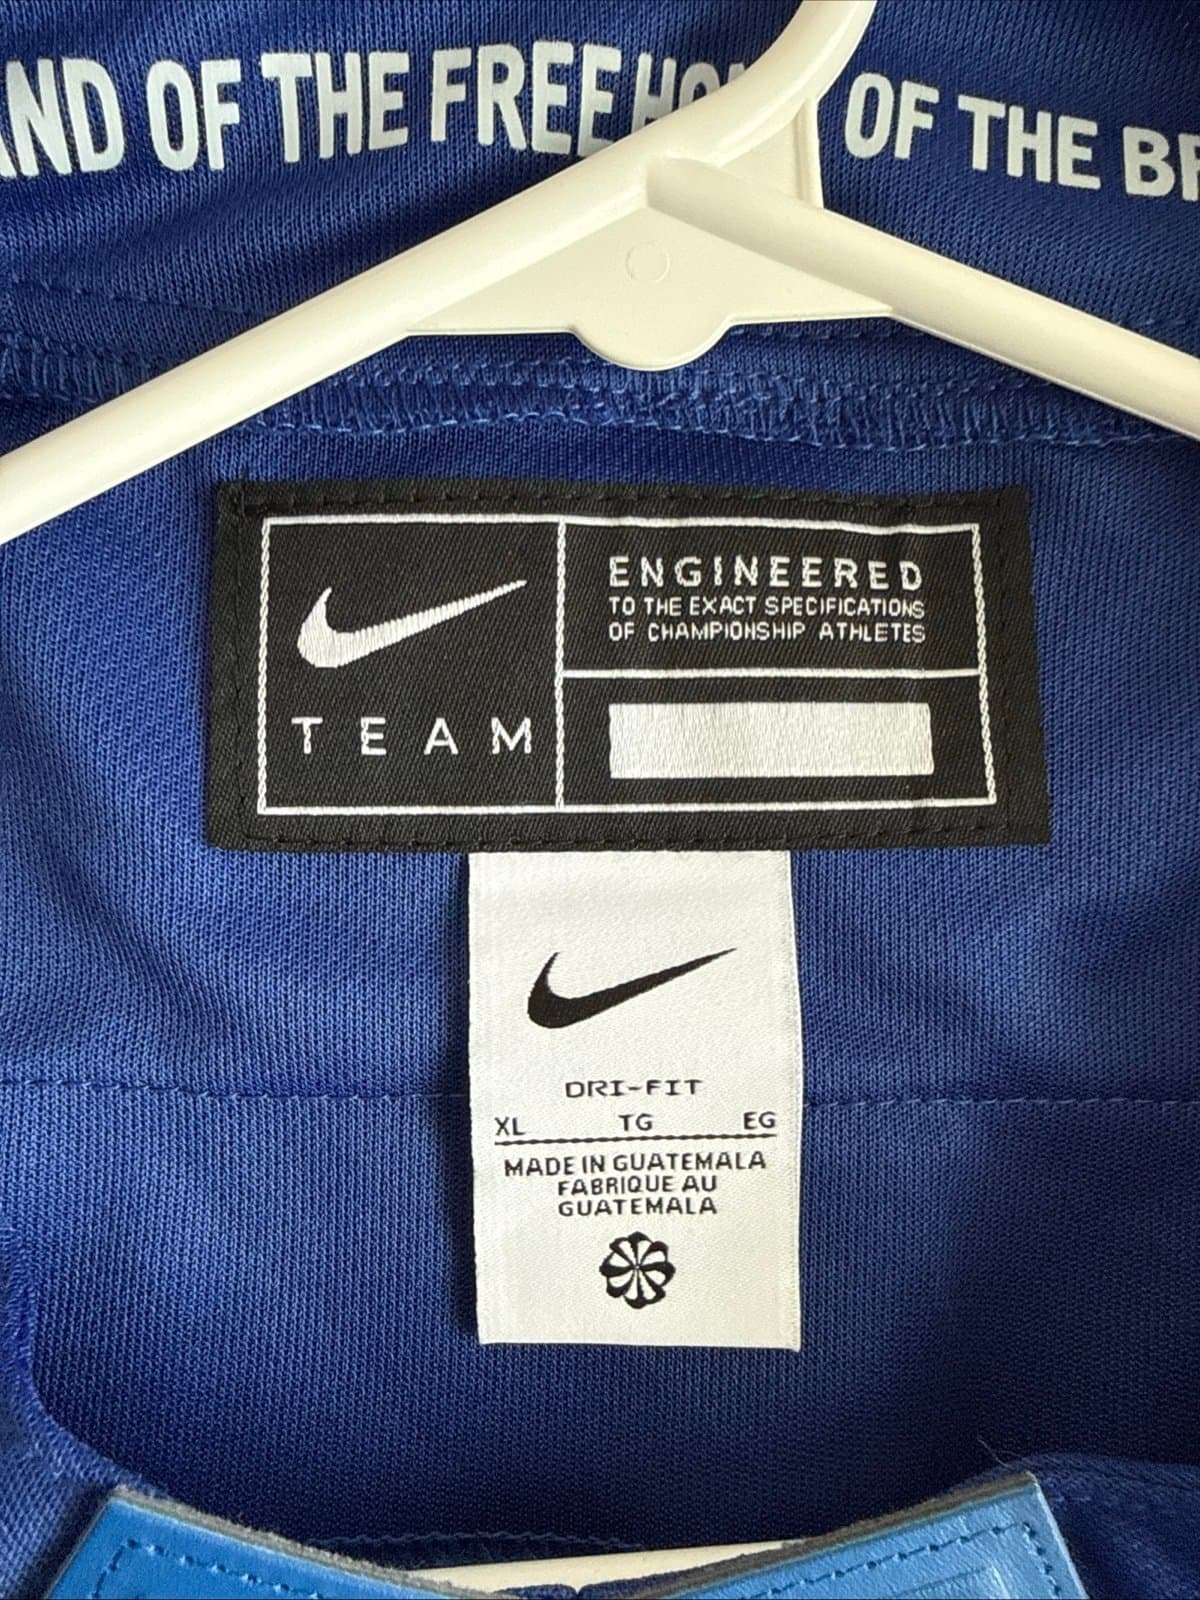 AND OF THE FREE HOME OF THE BR
ENGINEERED
TO THE EXACT SPECIFICATIONS
OF CHAMPIONSHIP ATHLETES
TEAM
DRI-FIT
XL TG EG
MADE IN GUATEMALA
FABRIQUE AU
GUATEMALA